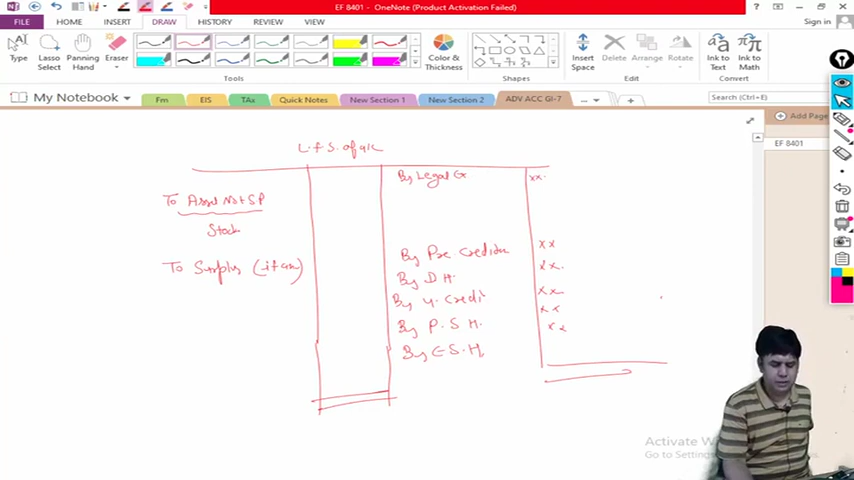 EF 8401 - OneNote (Product Activation Failed)
FILE HOME INSERT DRAW HISTORY REVIEW VIEW
Sign in
Type
Lasso Select
Panning Hand
Eraser
Color & Thickness
Insert Space
Delete
Arrange
Rotate
Ink to Text
Ink to Math
Tools
Shapes
Edit
Convert
My Notebook
Fm
EIS
TAx
Quick Notes
New Section 1
New Section 2
ADV ACC GI-7
Search (Ctrl+E)
Add Page
EF 8401
L.f S. of a/c
By Legal
xx.
To Asset Not SP
Stock
By Pre Creditor
xx
To Surplus (if any)
By D H.
xx.
By U. Credit
xx
By P. S H.
xx
By E S. H.
xx
Activate W
Go to Setting